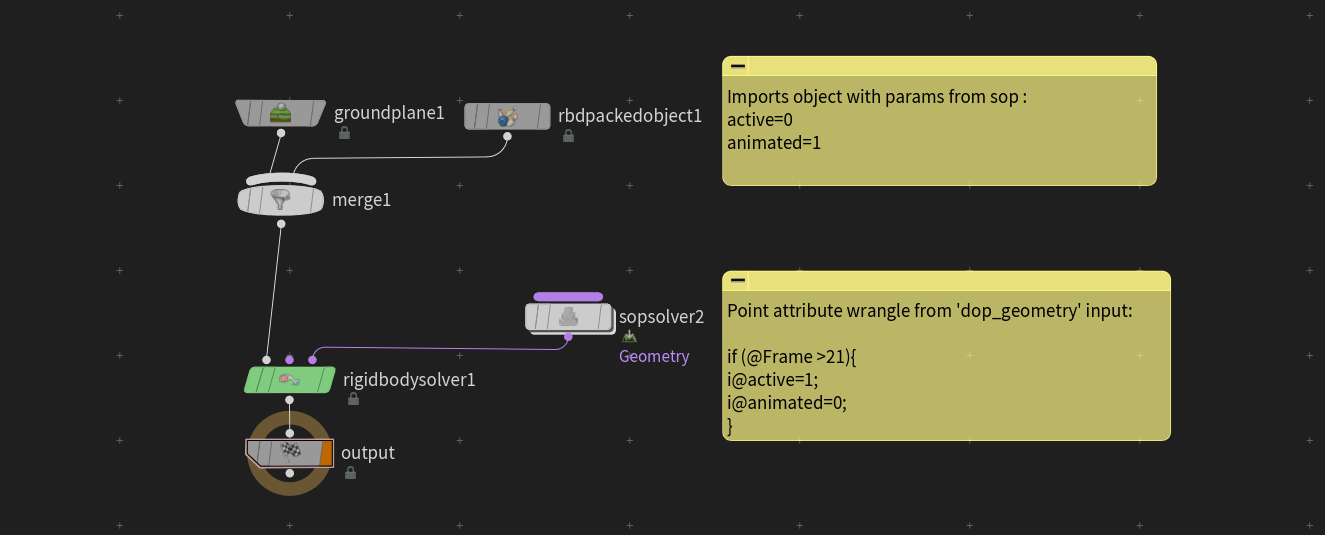 groundplane1
rbdpackedobject1
merge1
Imports object with params from sop :
active=0
animated=1
sopsolver2
Geometry
rigidbodysolver1
output
Point attribute wrangle from 'dop_geometry' input:
if (@Frame >21){
i@active=1;
i@animated=0;
}